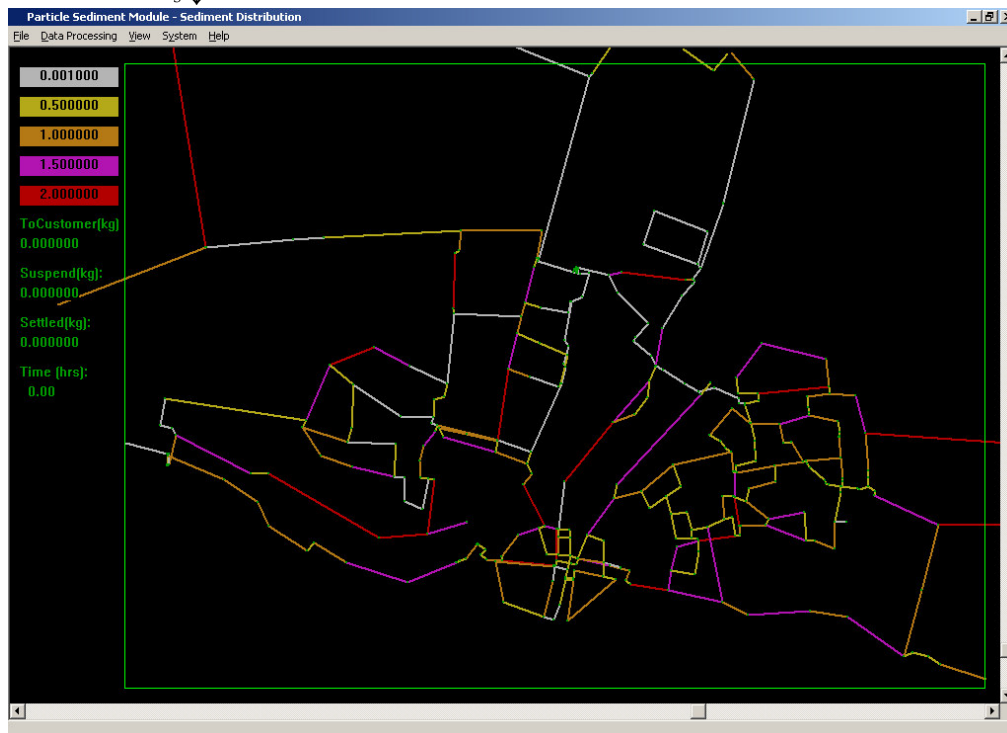 Particle Sediment Module - Sediment Distribution
File Data Processing View System Help
0.001000
0.500000
1.000000
1.500000
2.000000
ToCustomer(kg)
0.000000
Suspend(kg):
0.000000
Settled(kg):
0.000000
Time (hrs):
0.00